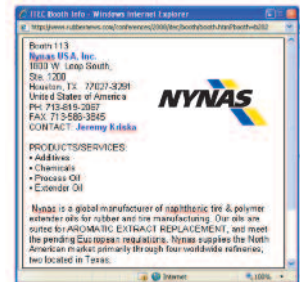 ITEC Booth Info - Windows Internet Explorer
Booth 113
Nynas USA, Inc.
1800 W. Loop South,
Ste. 1200
Houston, TX 77027-3291
United States of America
PH: 713-819-2087
FAX 713-586-3845
CONTACT: Jeremy Kriska
NYNAS
PRODUCTS/SERVICES:
• Additives
• Chemicals
• Process Oil
• Extender Oil
Nynas is a global manufacturer of naphthenic tire & polymer
extender oils for rubber and tire manufacturing. Our oils are
suited for AROMATIC EXTRACT REPLACEMENT, and meet
the pending European regulations. Nynas supplies the North
American market primarily through four worldwide refineries,
two located in Texas.
Internet
100%